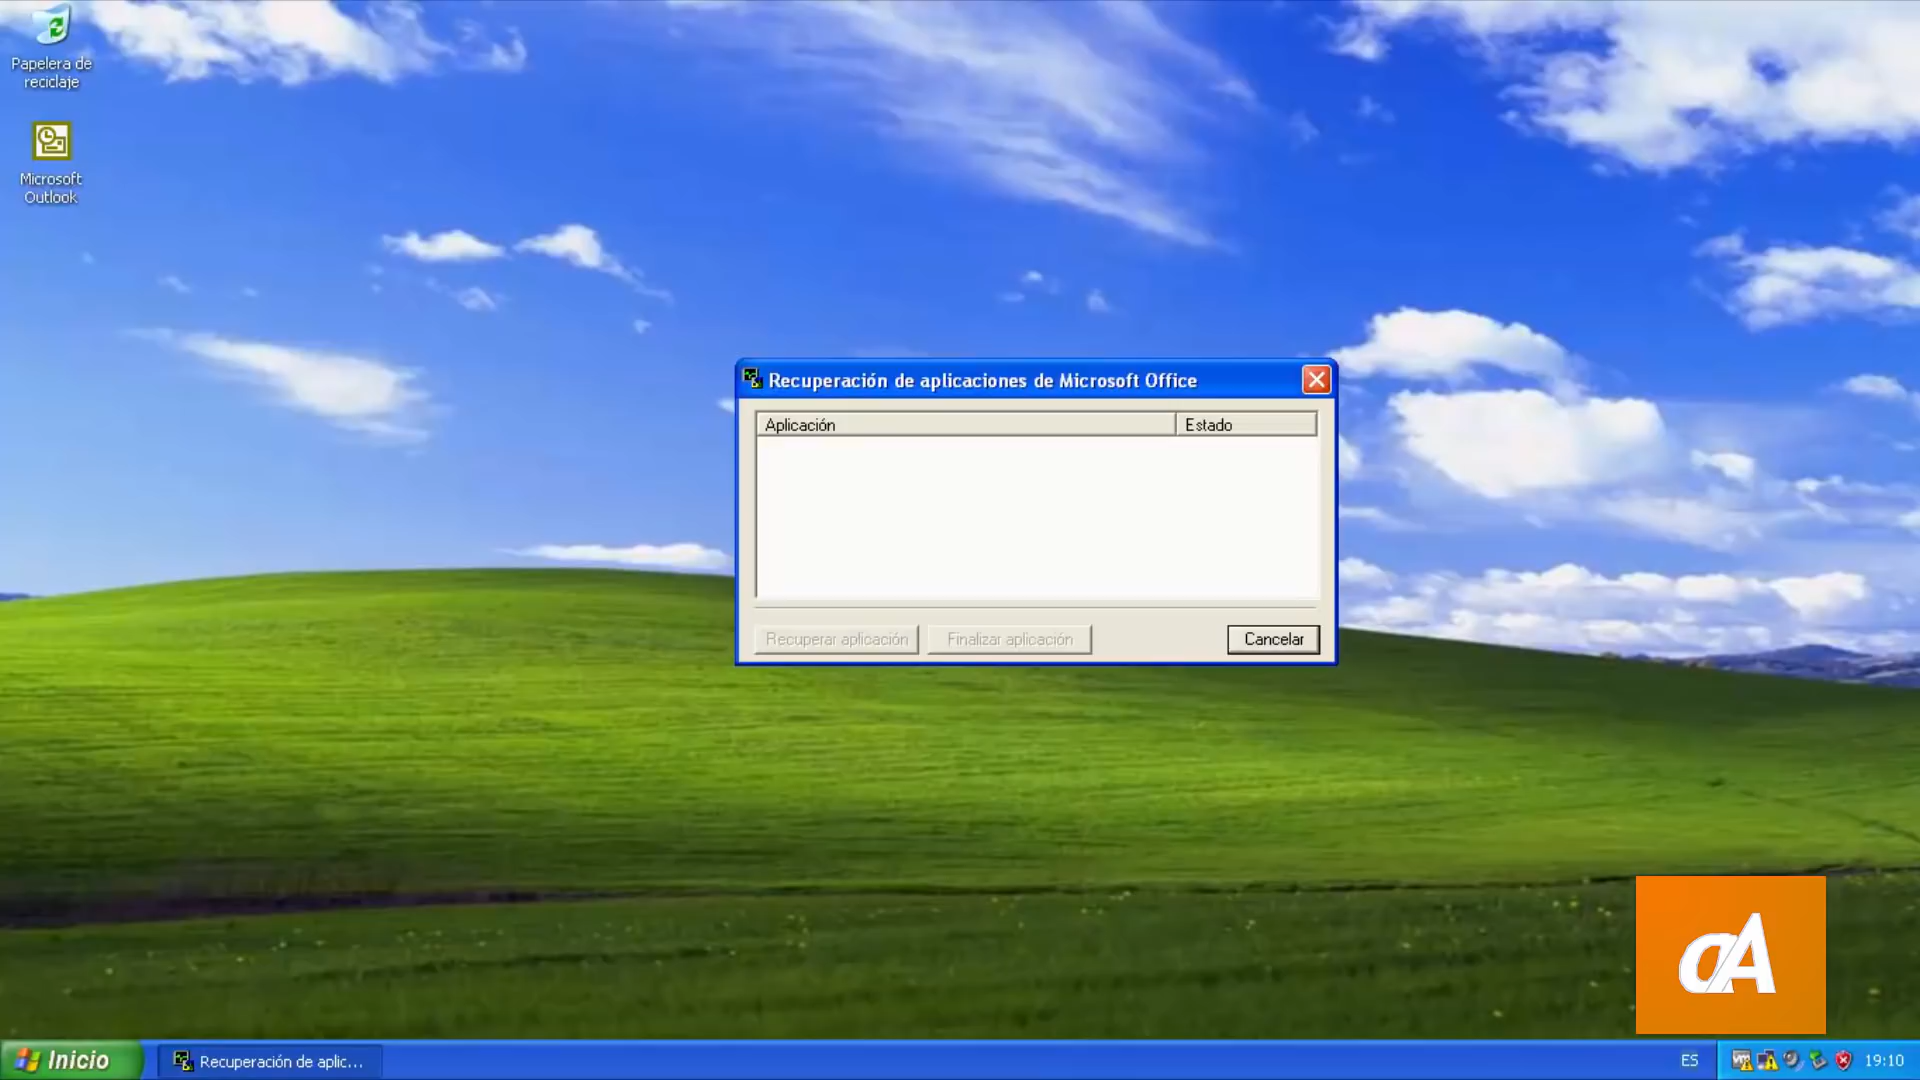 Papelera de
reciclaje
Microsoft
Outlook
Recuperación de aplicaciones de Microsoft Office
Aplicación Estado
Recuperar aplicación Finalizar aplicación Cancelar
Inicio Recuperación de aplic... ES 19:10